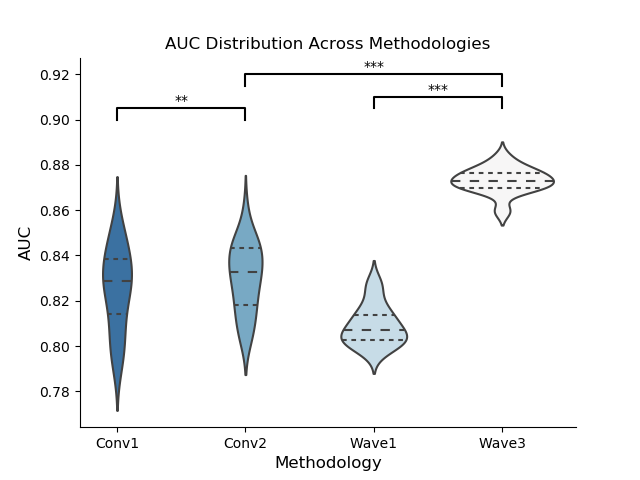 AUC Distribution Across Methodologies
***
***
**
AUC
0.92
0.90
0.88
0.86
0.84
0.82
0.80
0.78
Conv1 Conv2 Wave1 Wave3
Methodology